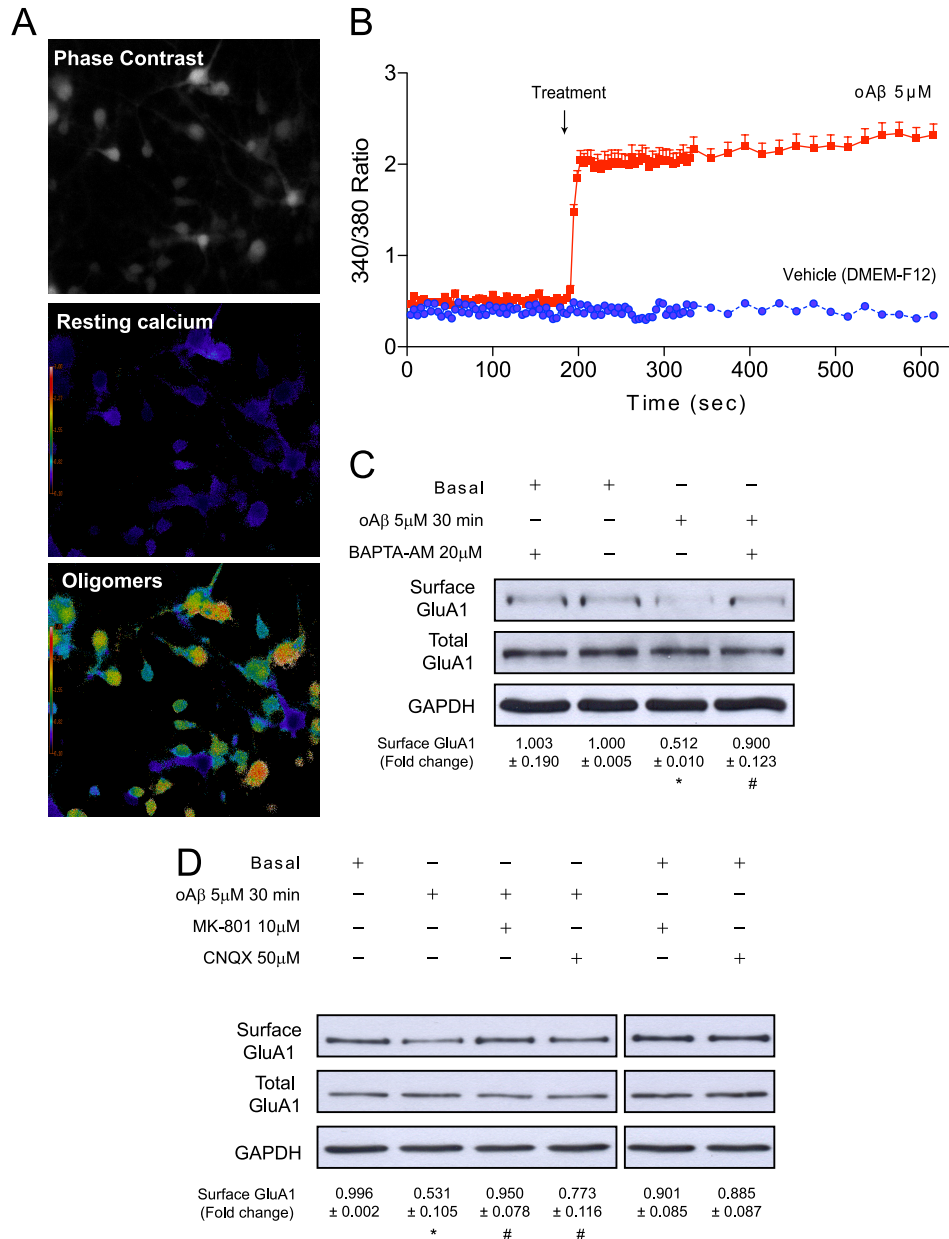 A
Phase Contrast
Resting calcium
Oligomers
B
3
2
1
0
340/380 Ratio
Treatment
oAβ 5µM
Vehicle (DMEM-F12)
0 100 200 300 400 500 600
Time (sec)
C
Basal + + − −
oAβ 5µM 30 min − − + +
BAPTA-AM 20µM + − − +
Surface
GluA1
Total
GluA1
GAPDH
Surface GluA1 1.003 1.000 0.512 0.900
(Fold change) ± 0.190 ± 0.005 ± 0.010 ± 0.123
* #
D
Basal + − − − + +
oAβ 5µM 30 min − + + + − −
MK-801 10µM − − + − + −
CNQX 50µM − − − + − +
Surface
GluA1
Total
GluA1
GAPDH
Surface GluA1 0.996 0.531 0.950 0.773 0.901 0.885
(Fold change) ± 0.002 ± 0.105 ± 0.078 ± 0.116 ± 0.085 ± 0.087
* # #